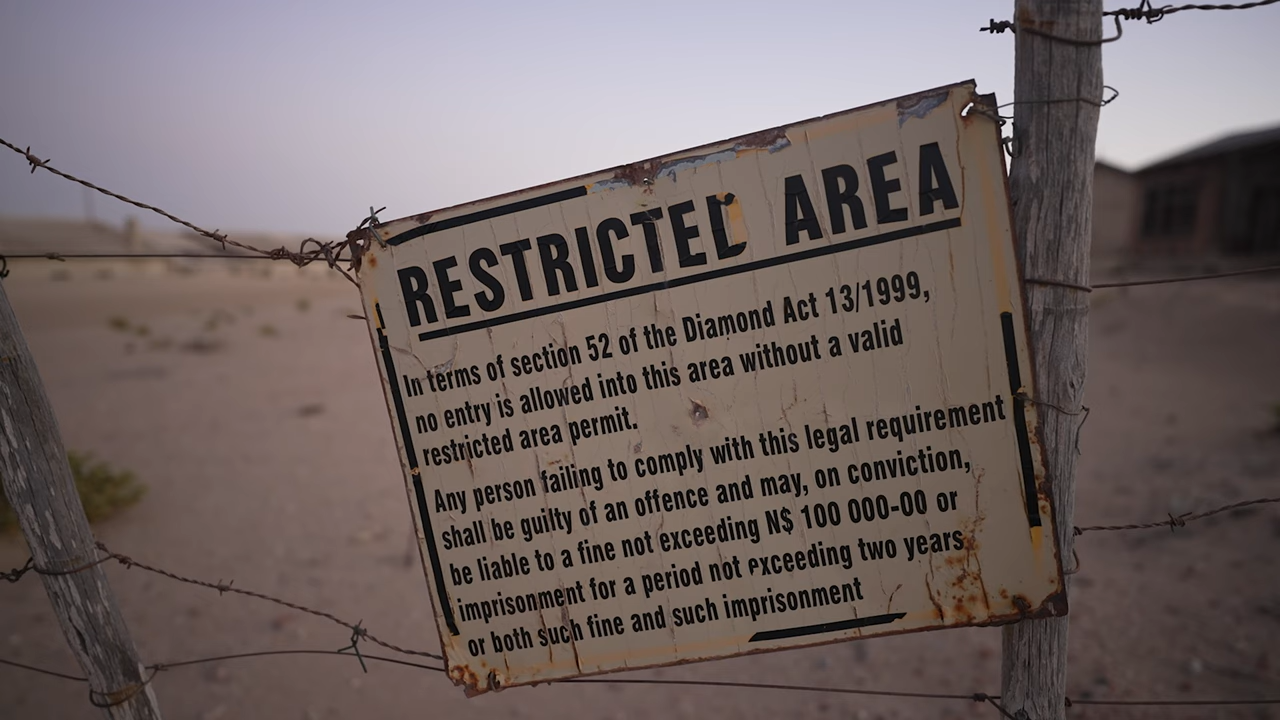 RESTRICTED AREA
In terms of section 52 of the Diamond Act 13/1999,
no entry is allowed into this area without a valid
restricted area permit.
Any person failing to comply with this legal requirement
shall be guilty of an offence and may, on conviction,
be liable to a fine not exceeding N$ 100 000-00 or
imprisonment for a period not exceeding two years
or both such fine and such imprisonment